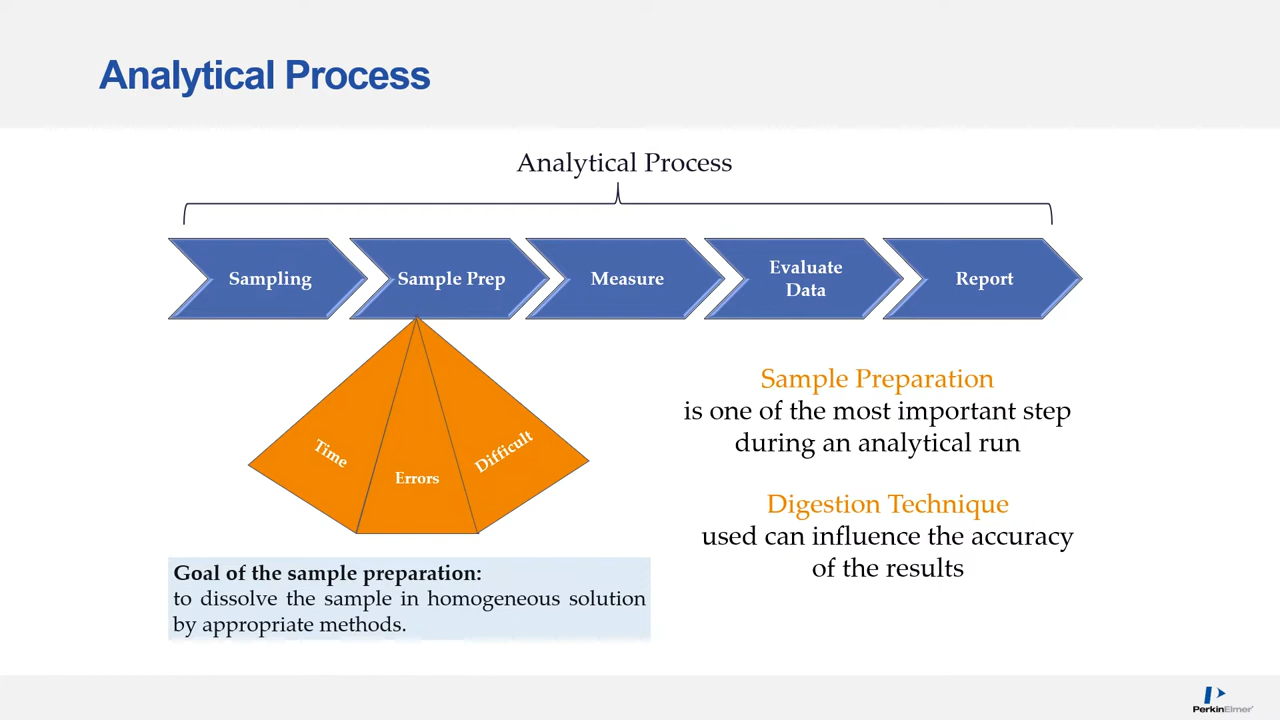 Analytical Process
Analytical Process
Sampling
Sample Prep
Measure
Evaluate
Data
Report
Time
Errors
Difficult
Sample Preparation
is one of the most important step
during an analytical run
Digestion Technique
used can influence the accuracy
of the results
Goal of the sample preparation:
to dissolve the sample in homogeneous solution
by appropriate methods.
PerkinElmer